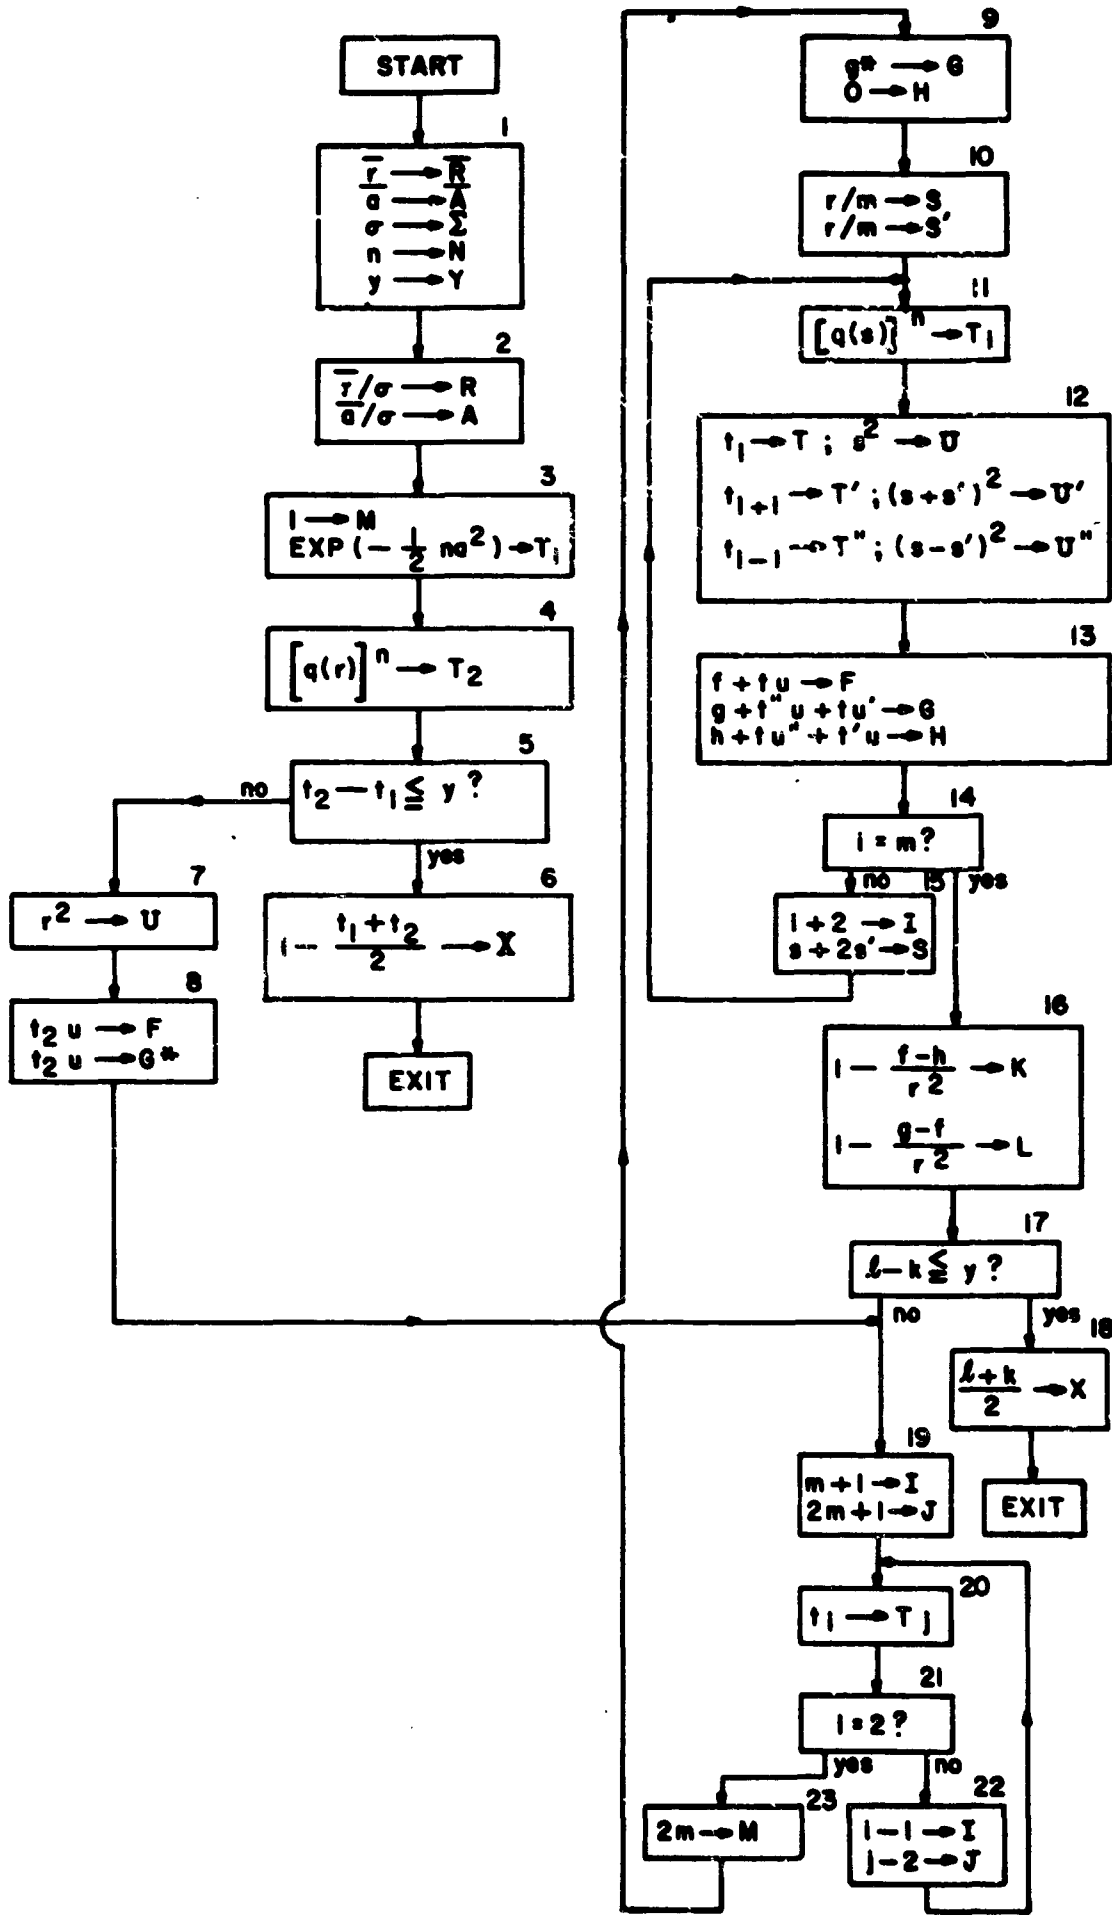 START
1
r̅ → R̅
a̅ → A̅
σ → Σ
n → N
y → Y
2
r̅/σ → R
a̅/σ → A
3
1 → M
EXP(-½ na²) → T₁
4
[q(r)]ⁿ → T₂
5
t₂ — t₁ ≦ y ?
no
yes
6
1 - (t₁ + t₂)/2 → X
EXIT
7
r² → U
8
t₂ u → F
t₂ u → G*
9
g* → G
0 → H
10
r/m → S
r/m → S′
11
[q(s)]ⁿ → Tᵢ
12
tᵢ → T ; s² → U
tᵢ₊₁ → T′ ; (s + s′)² → U′
tᵢ₋₁ → T″ ; (s - s′)² → U″
13
f + tu → F
g + t″u + tu′ → G
h + tu″ + t′u → H
14
i = m ?
no
yes
15
i + 2 → I
s + 2s′ → S
16
1 - (f - h)/r² → K
1 - (g - f)/r² → L
17
ℓ - k ≦ y ?
no
yes
18
(ℓ + k)/2 → X
EXIT
19
m + 1 → I
2m + 1 → J
20
tᵢ → Tⱼ
21
i = 2 ?
yes
no
22
i - 1 → I
j - 2 → J
23
2m → M